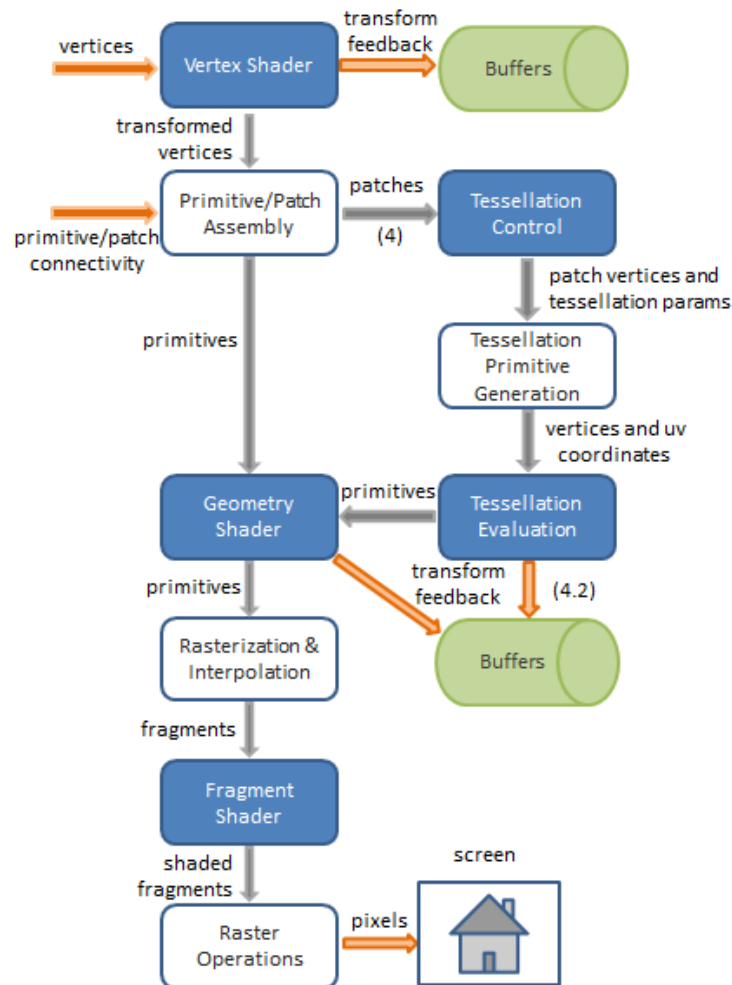 transform
feedback
vertices
Vertex Shader
Buffers
transformed
vertices
Primitive/Patch
Assembly
patches
(4)
Tessellation
Control
primitive/patch
connectivity
patch vertices and
tessellation params
primitives
Tessellation
Primitive
Generation
vertices and uv
coordinates
Geometry
Shader
primitives
Tessellation
Evaluation
primitives
transform
feedback
(4.2)
Rasterization &
Interpolation
Buffers
fragments
Fragment
Shader
shaded
fragments
screen
Raster
Operations
pixels